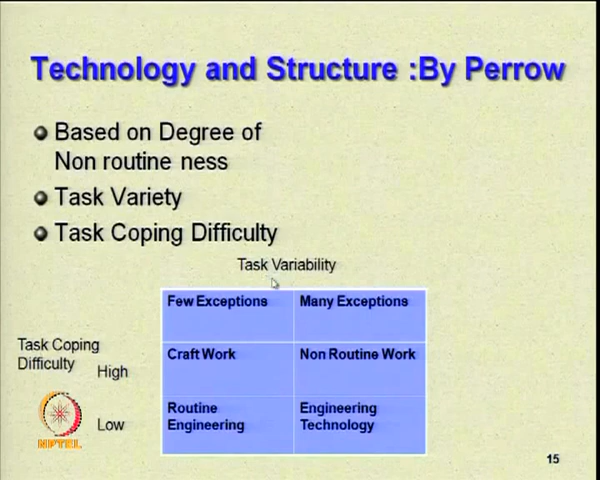 Technology and Structure :By Perrow
Based on Degree of
Non routine ness
Task Variety
Task Coping Difficulty
Task Variability
Few Exceptions Many Exceptions
Task Coping
Difficulty
High
Craft Work Non Routine Work
Low
Routine
Engineering
Engineering
Technology
NPTEL
15